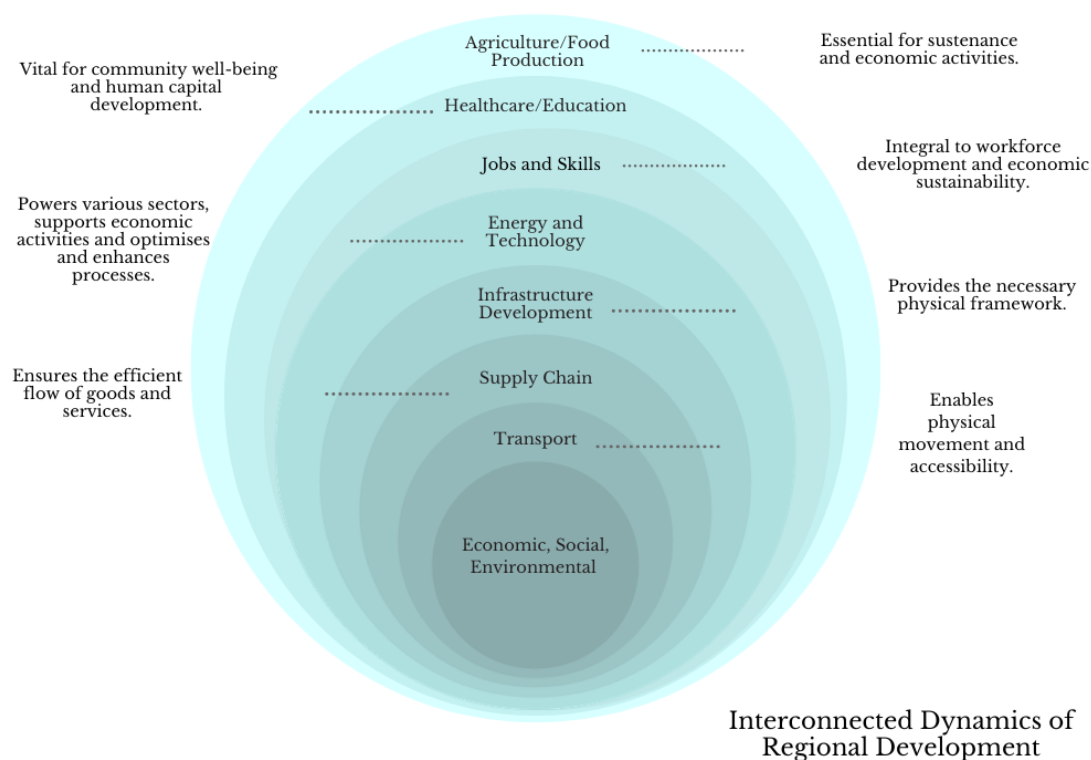 Agriculture/Food
Production
Essential for sustenance
and economic activities.
Vital for community well-being
and human capital
development.
Healthcare/Education
Jobs and Skills
Integral to workforce
development and economic
sustainability.
Powers various sectors,
supports economic
activities and optimises
and enhances
processes.
Energy and
Technology
Infrastructure
Development
Provides the necessary
physical framework.
Ensures the efficient
flow of goods and
services.
Supply Chain
Transport
Enables
physical
movement and
accessibility.
Economic, Social,
Environmental
Interconnected Dynamics of
Regional Development